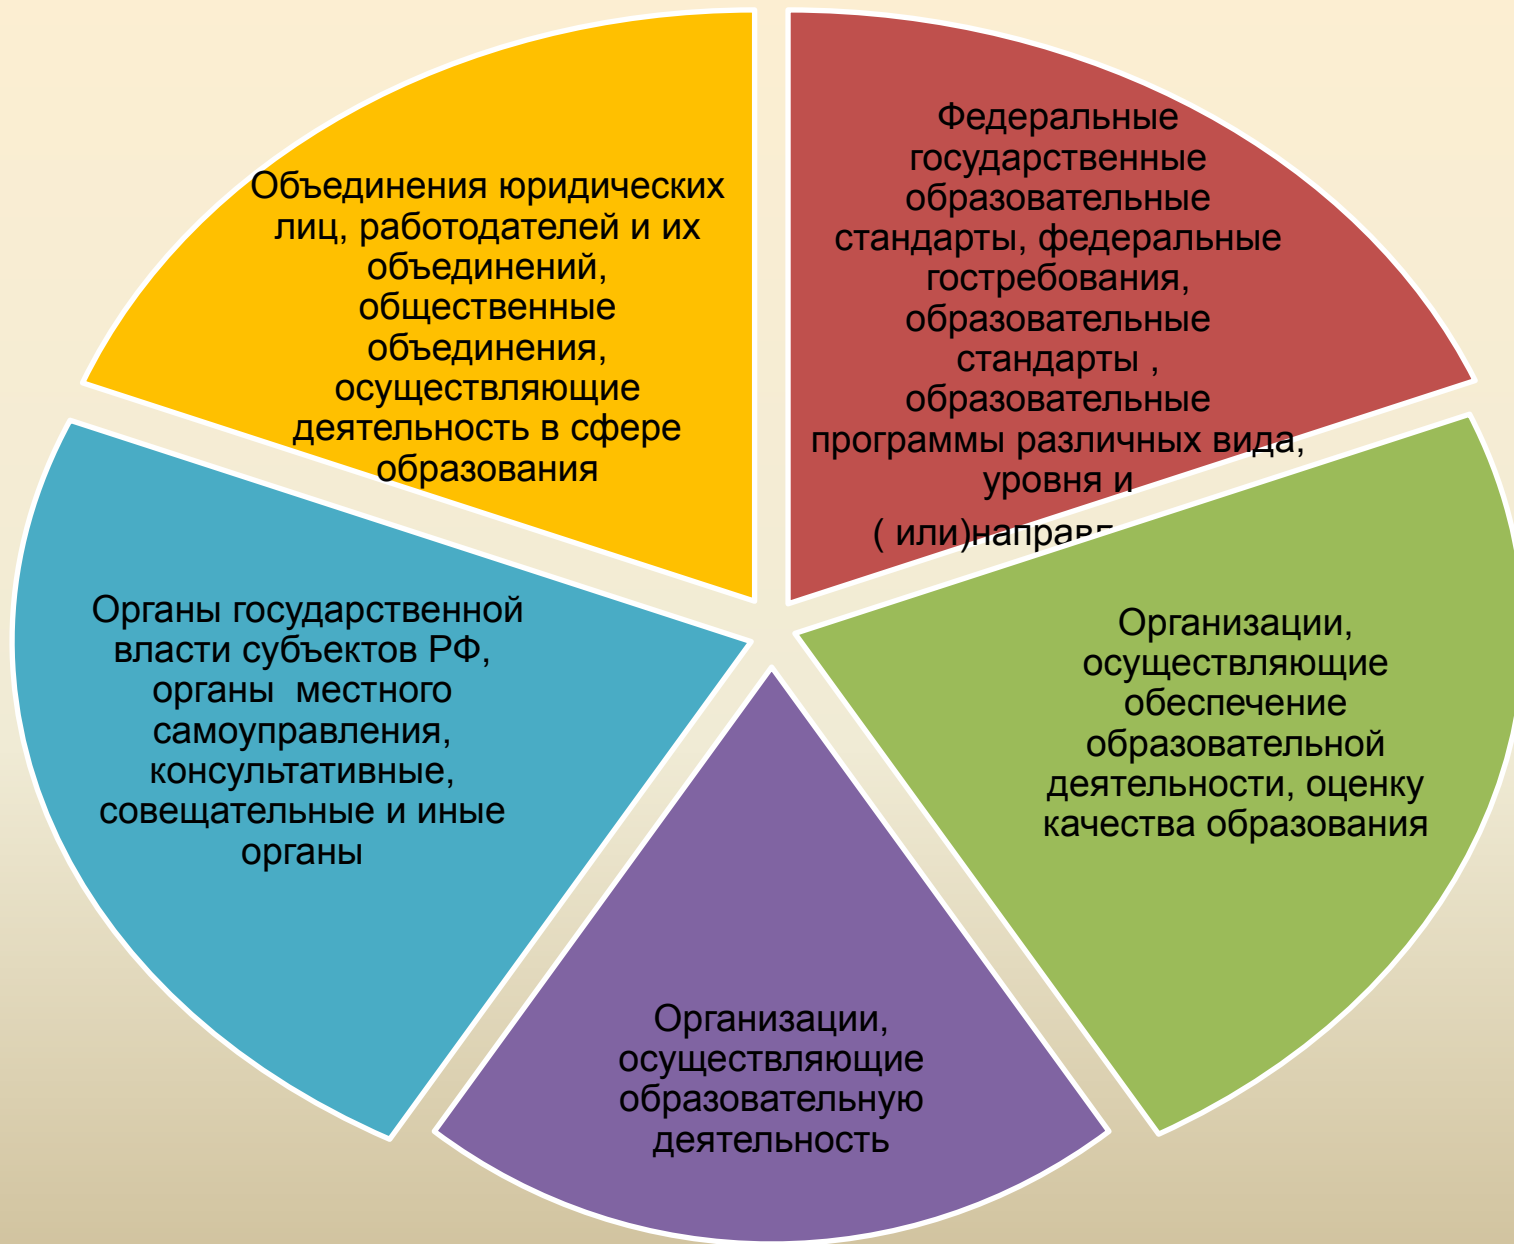 Федеральные
государственные
образовательные
стандарты, федеральные
гостребования,
образовательные
стандарты ,
образовательные
программы различных вида,
уровня и
( или)
Организации,
осуществляющие
обеспечение
образовательной
деятельности, оценку
качества образования
Организации,
осуществляющие
образовательную
деятельность
Органы государственной
власти субъектов РФ,
органы местного
самоуправления,
консультативные,
совещательные и иные
органы
Объединения юридических
лиц, работодателей и их
объединений,
общественные
объединения,
осуществляющие
деятельность в сфере
образования